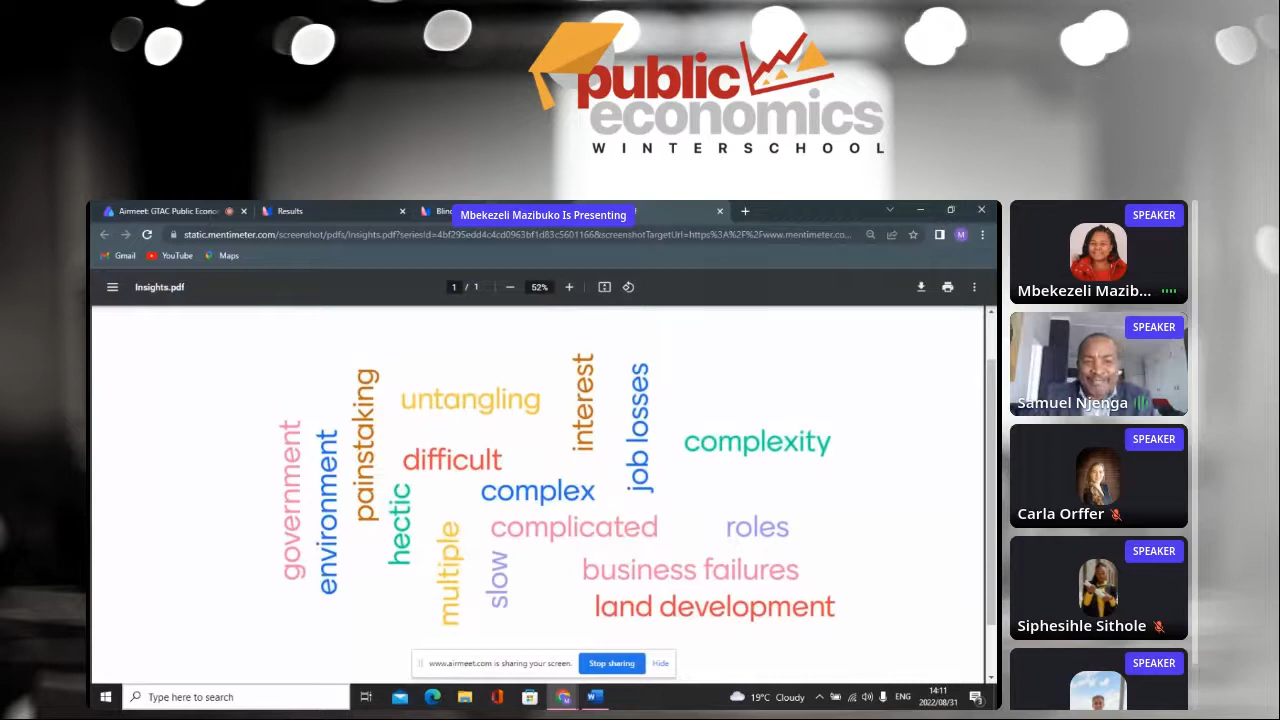 public
economics
WINTERSCHOOL
Airmeet: GTAC Public Econo
Results
Blin
Mbekezeli Mazibuko Is Presenting
static.mentimeter.com/screenshot/pdfs/Insights.pdf?seriesId=4bf295edd4c4cd0963bf1d83c5601166&screenshotTargetUrl=https%3A%2F%2Fwww.mentimeter.co...
M
Gmail
YouTube
Maps
Insights.pdf
1 / 1
52%
government
environment
painstaking
untangling
difficult
hectic
interest
job losses
complexity
complex
complicated
roles
multiple
slow
business failures
land development
www.airmeet.com is sharing your screen.
Stop sharing
Hide
Type here to search
19°C Cloudy
ENG
14:11
2022/08/31
3
SPEAKER
Mbekezeli Mazib...
SPEAKER
Samuel Njenga
SPEAKER
Carla Orffer
SPEAKER
Siphesihle Sithole
SPEAKER